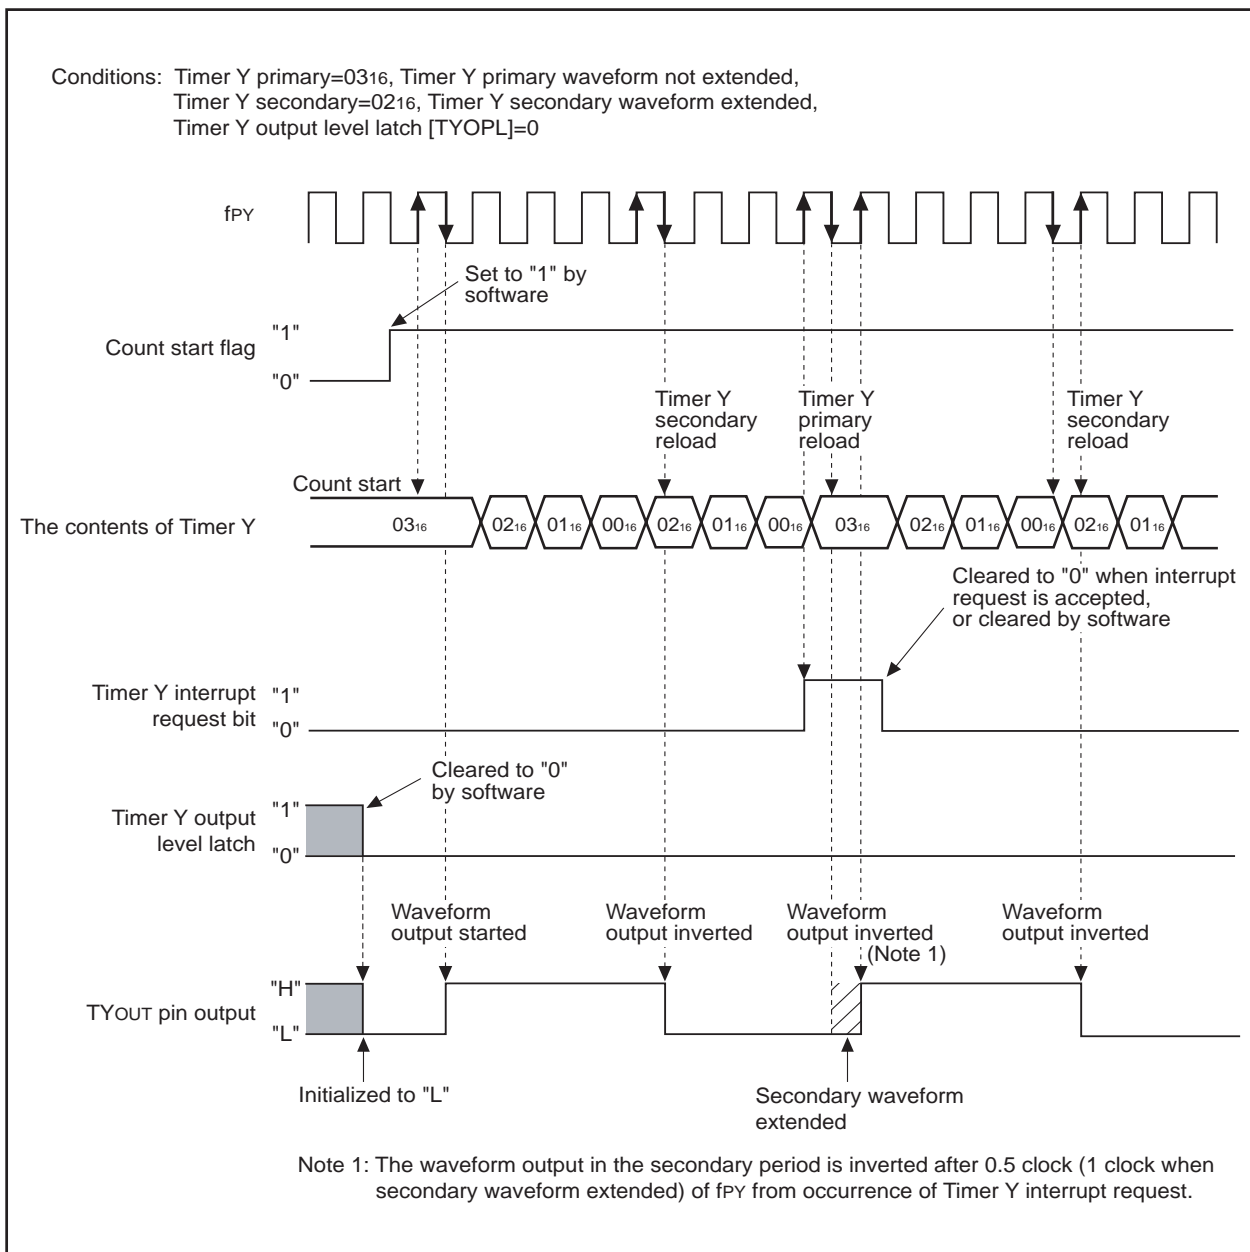 Conditions: Timer Y primary=0316, Timer Y primary waveform not extended,
Timer Y secondary=0216, Timer Y secondary waveform extended,
Timer Y output level latch [TYOPL]=0
fPY
Set to "1" by
software
"1"
Count start flag
"0"
Timer Y
secondary
reload
Timer Y
primary
reload
Timer Y
secondary
reload
Count start
The contents of Timer Y
0316 0216 0116 0016 0216 0116 0016 0316 0216 0116 0016 0216 0116
Cleared to "0" when interrupt
request is accepted,
or cleared by software
Timer Y interrupt
request bit
"1"
"0"
Cleared to "0"
by software
Timer Y output
level latch
"1"
"0"
Waveform
output started
Waveform
output inverted
Waveform
output inverted
(Note 1)
Waveform
output inverted
TYOUT pin output
"H"
"L"
Initialized to "L"
Secondary waveform
extended
Note 1: The waveform output in the secondary period is inverted after 0.5 clock (1 clock when
secondary waveform extended) of fPY from occurrence of Timer Y interrupt request.